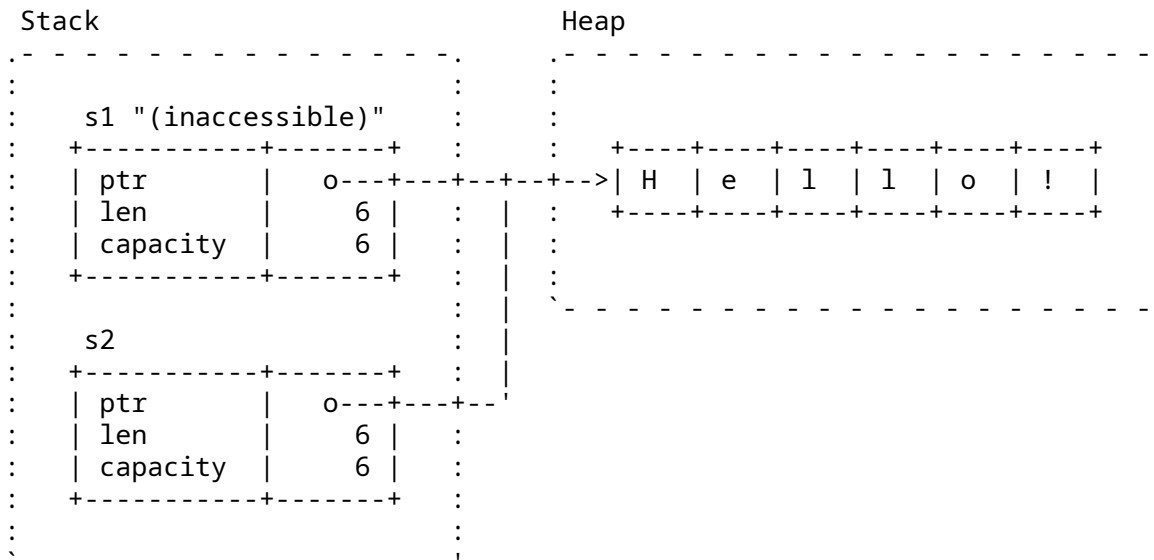 Stack
Heap
s1 "(inaccessible)"
ptr o
H e l l o !
len 6
capacity 6
s2
ptr o
len 6
capacity 6